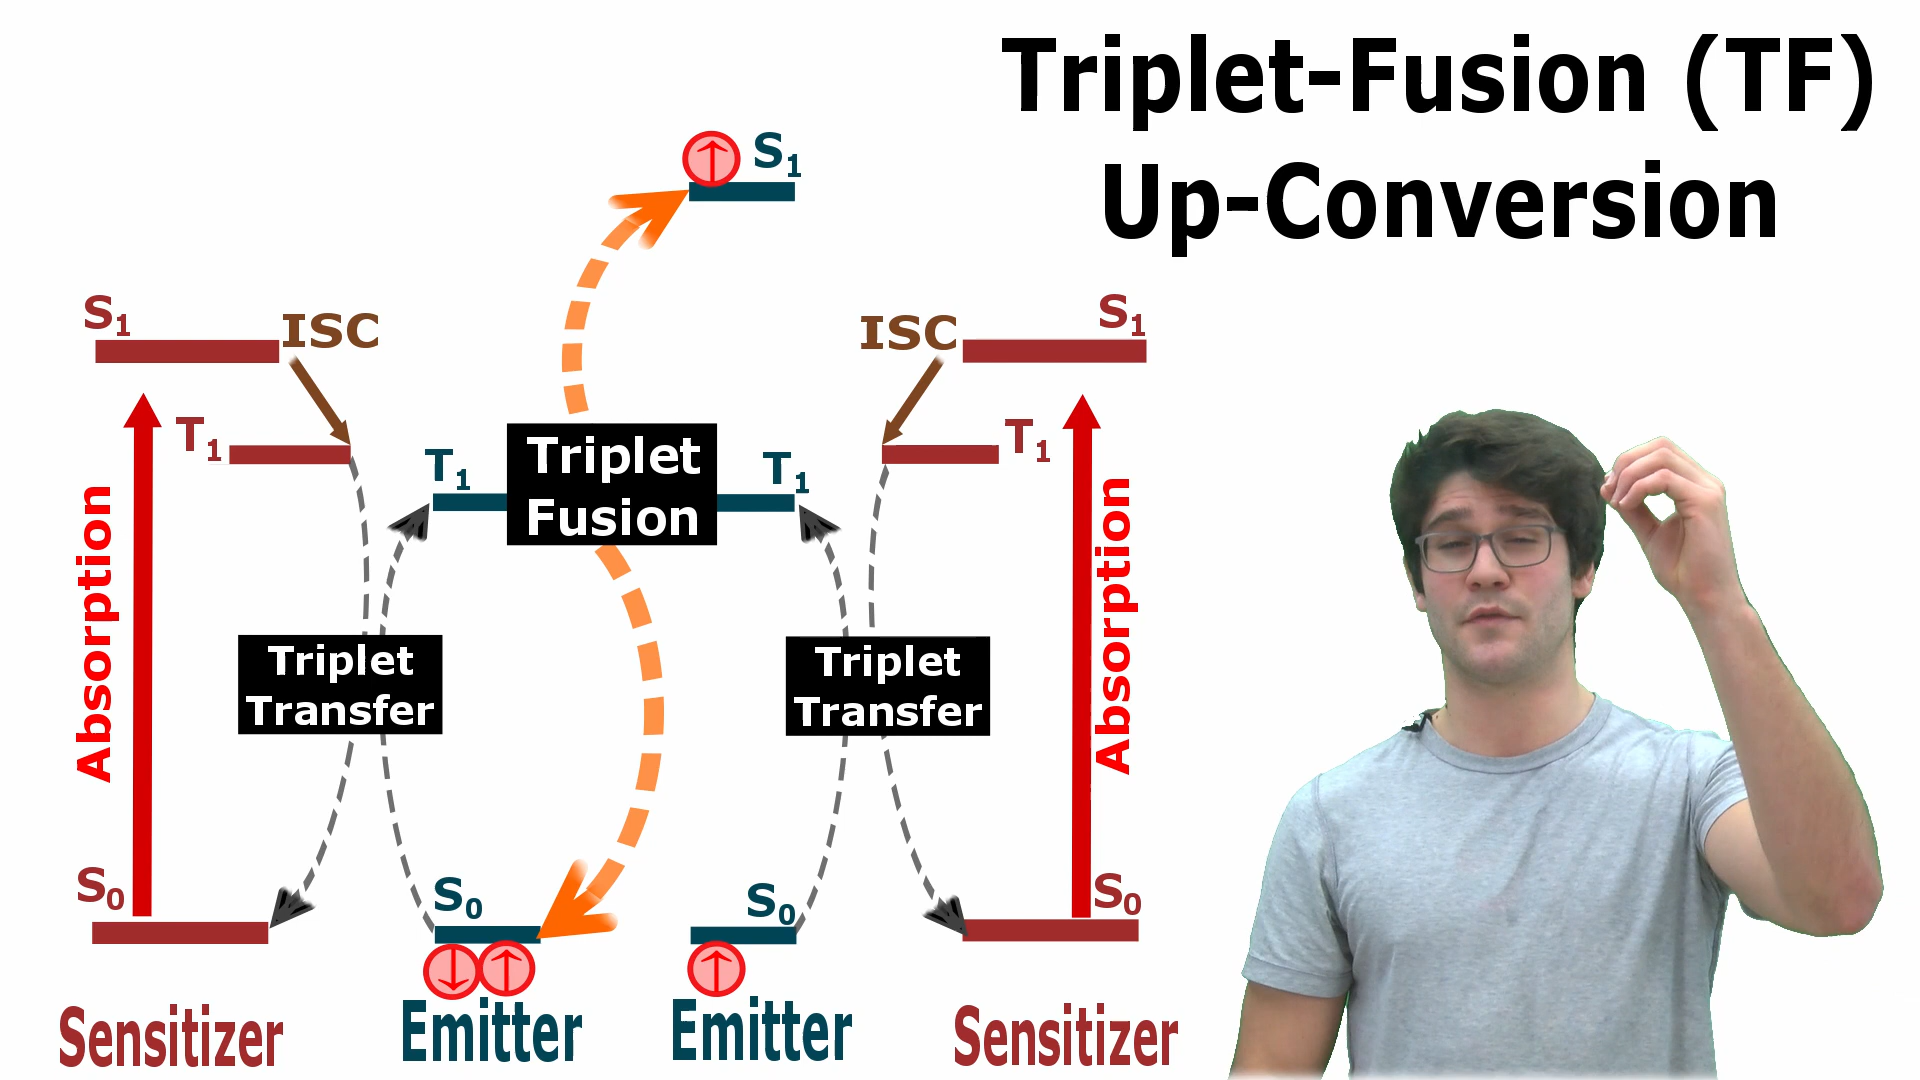 Triplet-Fusion (TF)
Up-Conversion
S1
S1
ISC
T1
Absorption
S0
Sensitizer
Triplet
Transfer
T1
Triplet
Fusion
T1
S0
↓ ↑
Emitter
↑
S0
↑
Emitter
Triplet
Transfer
ISC
S1
T1
Absorption
S0
Sensitizer